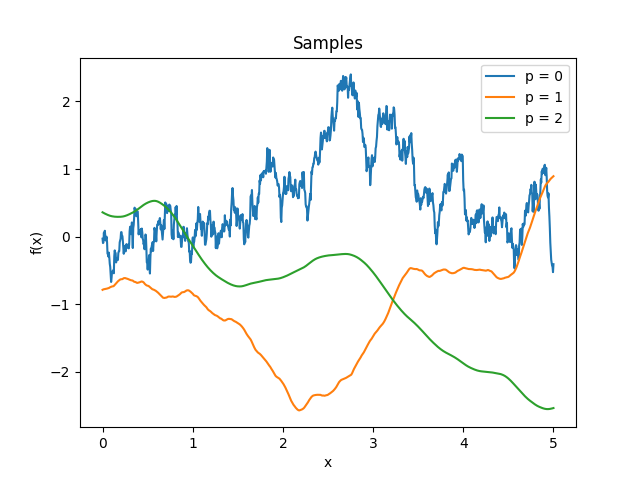 Samples
p = 0
p = 1
p = 2
f(x)
2
1
0
−1
−2
0 1 2 3 4 5
x